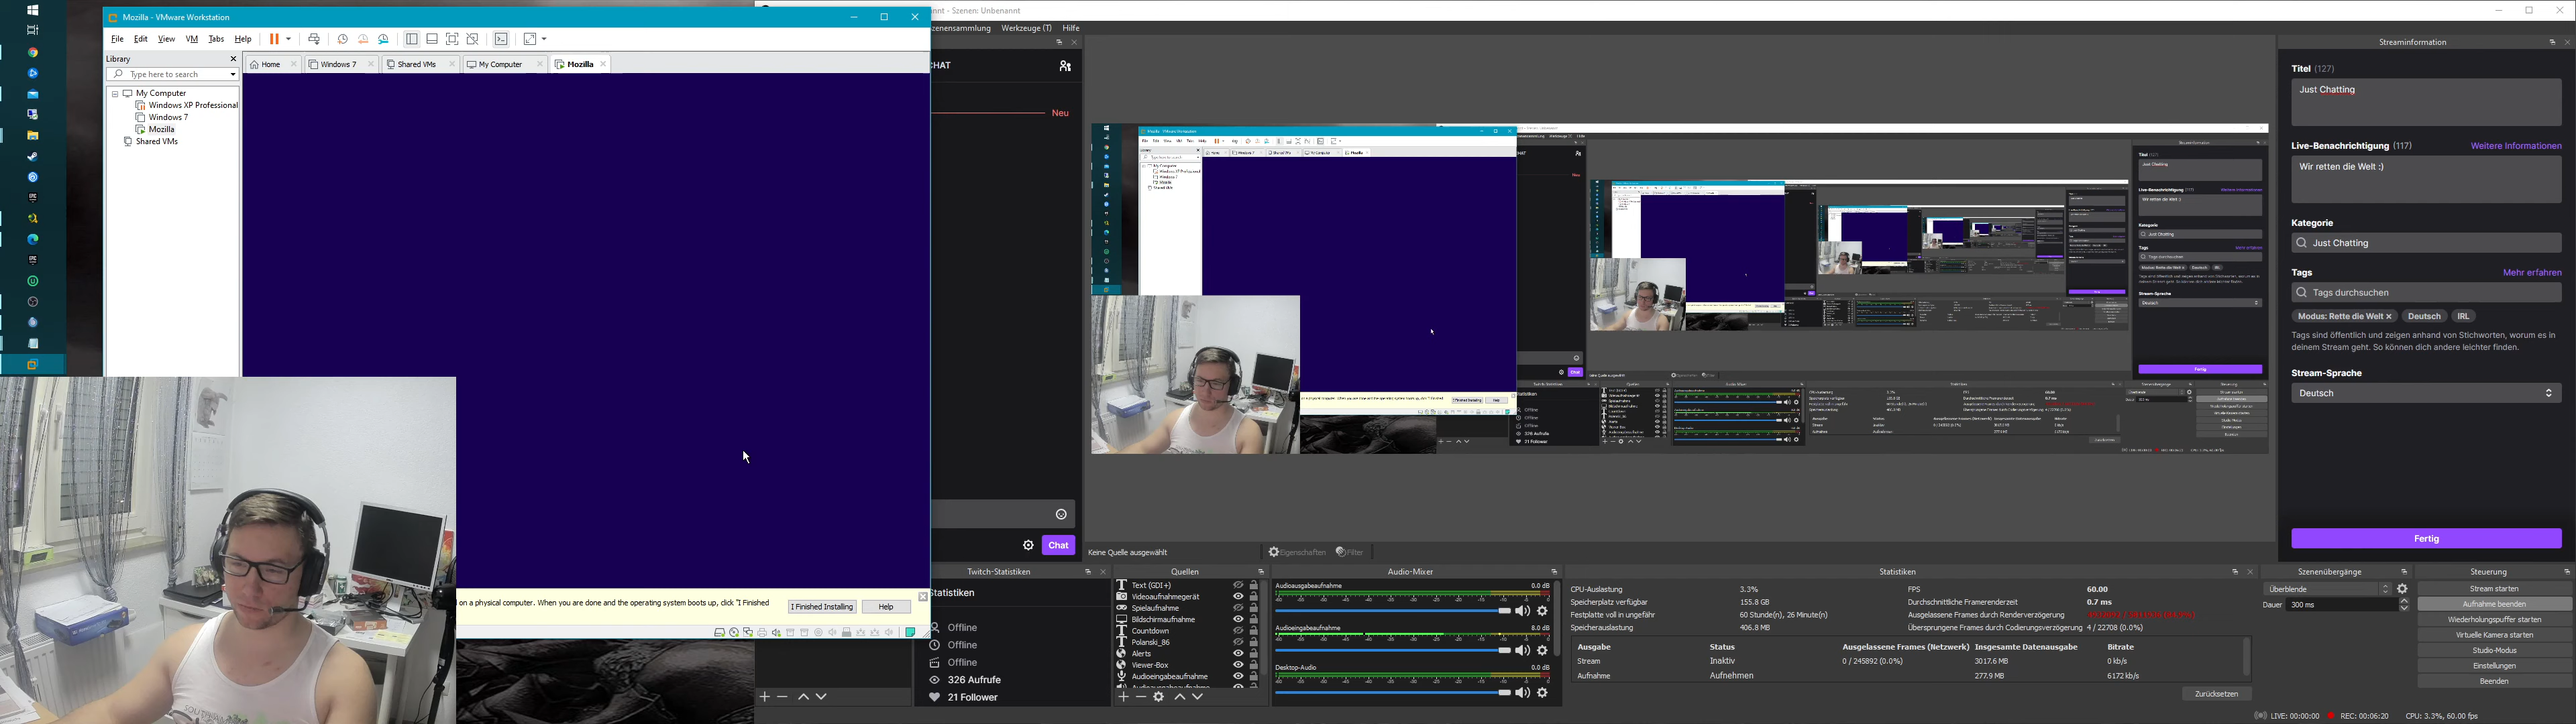 Mozilla - VMware Workstation
nnt - Szenen: Unbenannt
File Edit View VM Tabs Help
zenensammlung Werkzeuge (T) Hilfe
Library
Type here to search
My Computer
Windows XP Professional
Windows 7
Mozilla
Shared VMs
Home
Windows 7
Shared VMs
My Computer
Mozilla
on a physical computer. When you are done and the operating system boots up, click "I Finished
I Finished Installing
Help
CHAT
Neu
Chat
Twitch-Statistiken
Statistiken
Offline
Offline
Offline
326 Aufrufe
21 Follower
Keine Quelle ausgewählt
Eigenschaften
Filter
Quellen
Text (GDI+)
Videoaufnahmegerät
Spielaufnahme
Bildschirmaufnahme
Countdown
Polanski_86
Alerts
Viewer-Box
Audioeingabeaufnahme
Audio-Mixer
Audioausgabeaufnahme 0.0 dB
Audioeingabeaufnahme 8.0 dB
Desktop-Audio 0.0 dB
Statistiken
CPU-Auslastung 3.3%
Speicherplatz verfügbar 155.8 GB
Festplatte voll in ungefähr 60 Stunde(n), 26 Minute(n)
Speicherauslastung 406.8 MB
FPS 60.00
Durchschnittliche Framerenderzeit 0.7 ms
Ausgelassene Frames durch Renderverzögerung
Übersprungene Frames durch Codierungsverzögerung 4 / 22708 (0.0%)
Ausgabe Status Ausgelassene Frames (Netzwerk) Insgesamte Datenausgabe Bitrate
Stream Inaktiv 0 / 245892 (0.0%) 3017.6 MB 0 kb/s
Aufnahme Aufnehmen 277.9 MB 6172 kb/s
Zurücksetzen
Szenenübergänge
Überblende
Dauer 300 ms
Steuerung
Stream starten
Aufnahme beenden
Wiederholungspuffer starten
Virtuelle Kamera starten
Studio-Modus
Einstellungen
Beenden
LIVE: 00:00:00 REC: 00:06:20 CPU: 3.3%, 60.00 fps
Streaminformation
Titel (127)
Just Chatting
Live-Benachrichtigung (117) Weitere Informationen
Wir retten die Welt :)
Kategorie
Just Chatting
Tags Mehr erfahren
Tags durchsuchen
Modus: Rette die Welt × Deutsch IRL
Tags sind öffentlich und zeigen anhand von Stichworten, worum es in
deinem Stream geht. So können dich andere leichter finden.
Stream-Sprache
Deutsch
Fertig